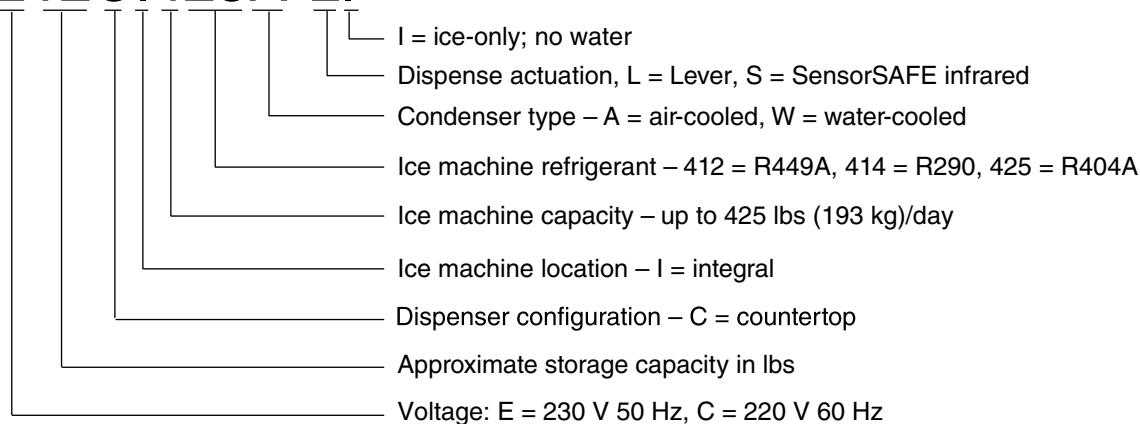 I = ice-only; no water
Dispense actuation, L = Lever, S = SensorSAFE infrared
Condenser type – A = air-cooled, W = water-cooled
Ice machine refrigerant – 412 = R449A, 414 = R290, 425 = R404A
Ice machine capacity – up to 425 lbs (193 kg)/day
Ice machine location – I = integral
Dispenser configuration – C = countertop
Approximate storage capacity in lbs
Voltage: E = 230 V 50 Hz, C = 220 V 60 Hz